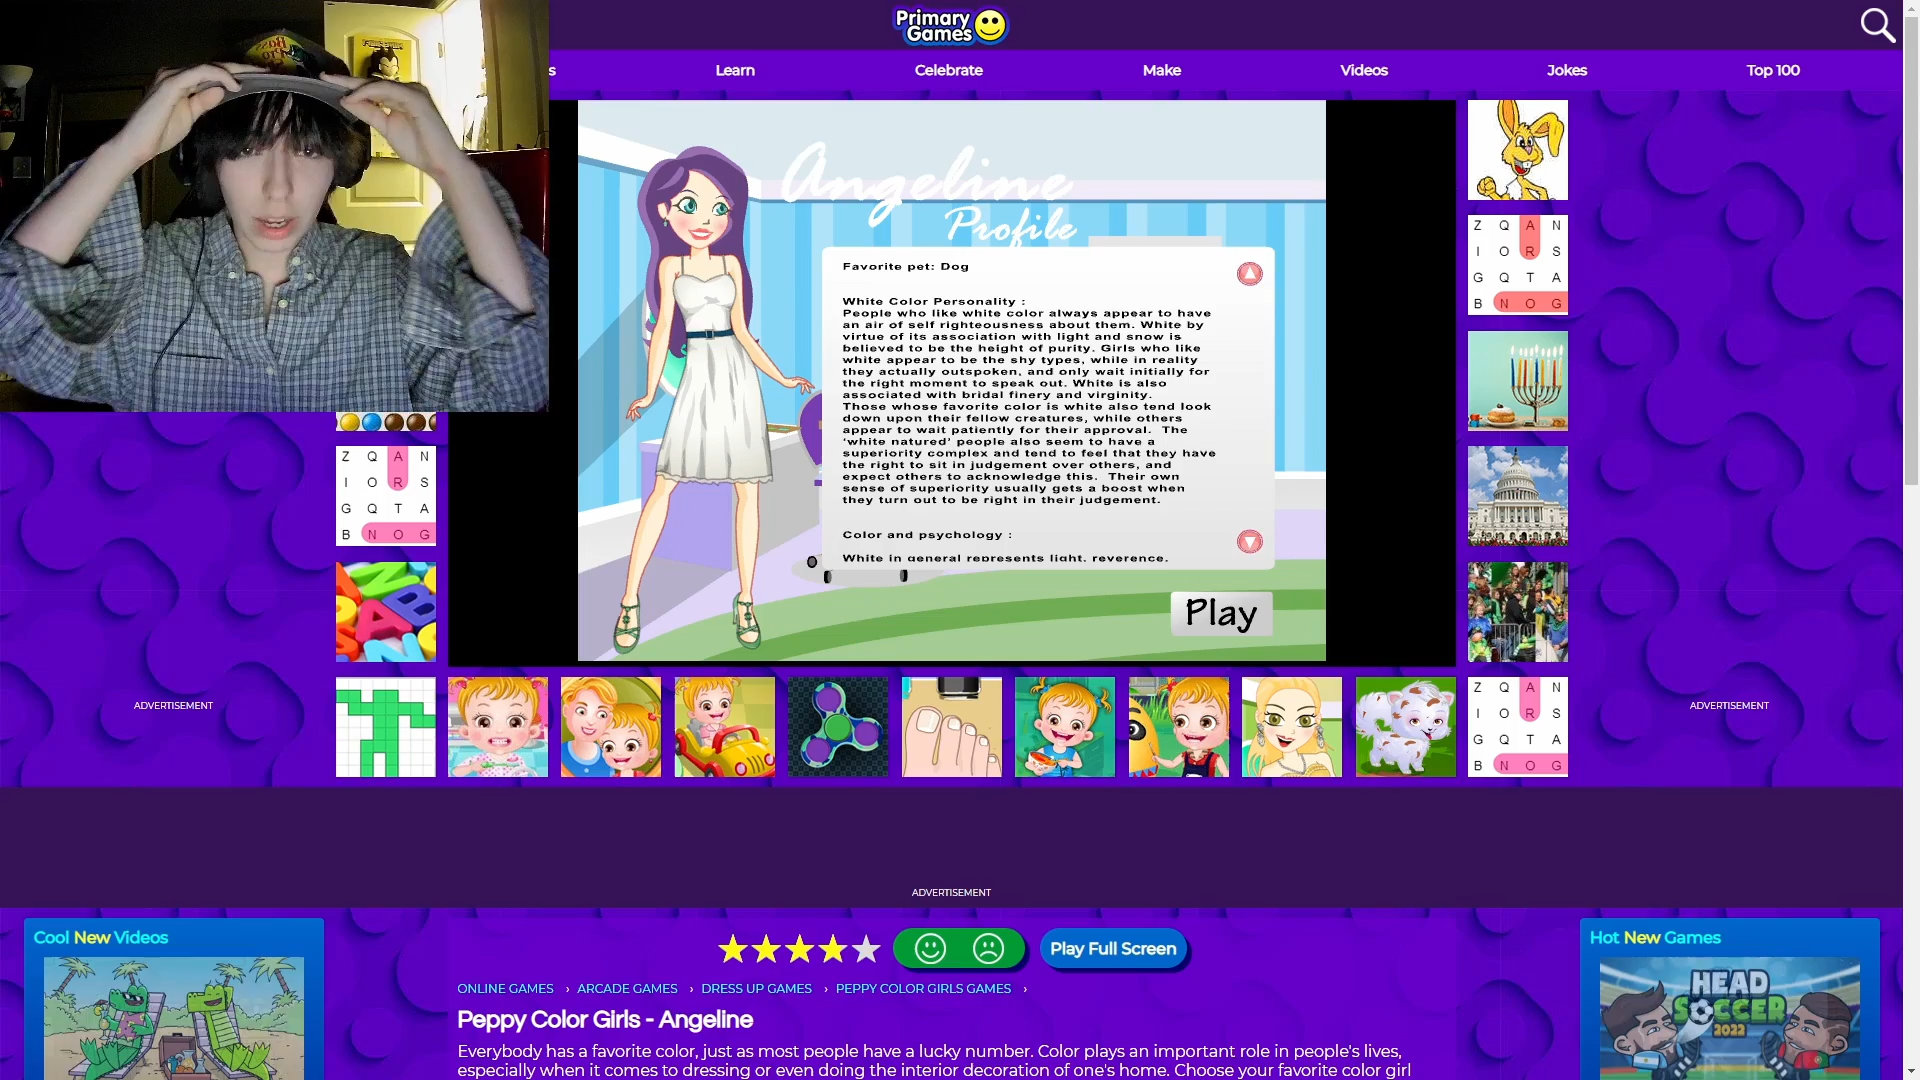 Primary
Games
s
Learn
Celebrate
Make
Videos
Jokes
Top 100
Angeline
Profile
Favorite pet: Dog
White Color Personality :
People who like white color always appear to have
an air of self righteousness about them. White by
virtue of its association with light and snow is
believed to be the height of purity. Girls who like
white appear to be the shy types, while in reality
they actually outspoken, and only wait initially for
the right moment to speak out. White is also
associated with bridal finery and virginity.
Those whose favorite color is white also tend look
down upon their fellow creatures, while others
appear to wait patiently for their approval. The
‘white natured’ people also seem to have a
superiority complex and tend to feel that they have
the right to sit in judgement over others, and
expect others to acknowledge this. Their own
sense of superiority usually gets a boost when
they turn out to be right in their judgement.
Color and psychology :
White in general represents light, reverence,
Play
Z Q A N
I O R S
G Q T A
B N O G
Z Q A N
I O R S
G Q T A
B N O G
Z Q A N
I O R S
G Q T A
B N O G
ADVERTISEMENT
ADVERTISEMENT
ADVERTISEMENT
Cool New Videos
Play Full Screen
Hot New Games
HEAD
SOCCER
2022
ONLINE GAMES › ARCADE GAMES › DRESS UP GAMES › PEPPY COLOR GIRLS GAMES ›
Peppy Color Girls - Angeline
Everybody has a favorite color, just as most people have a lucky number. Color plays an important role in people's lives,
especially when it comes to dressing or even doing the interior decoration of one's home. Choose your favorite color girl